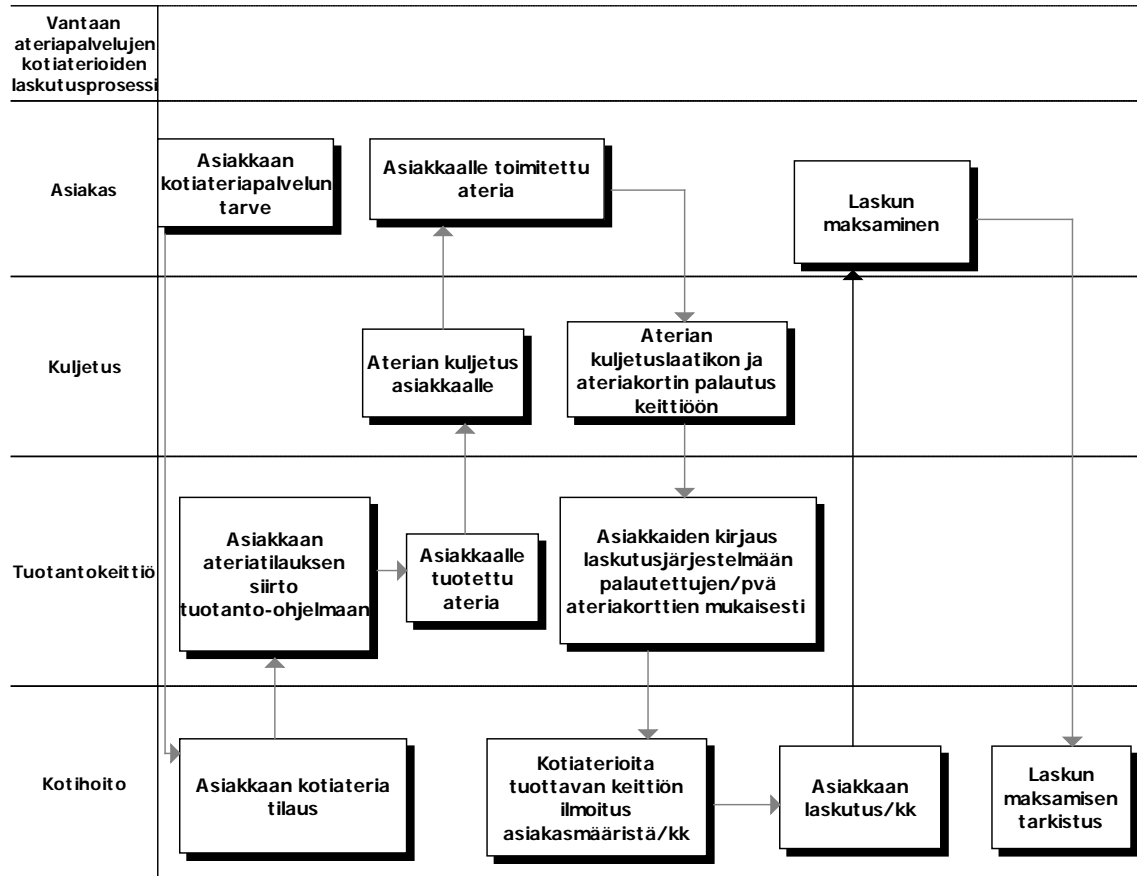 Vantaan
ateriapalvelujen
kotiaterioiden
laskutusprosessi
Asiakas
Asiakkaan
kotiateriapalvelun
tarve
Asiakkaalle toimitettu
ateria
Laskun
maksaminen
Kuljetus
Aterian kuljetus
asiakkaalle
Aterian
kuljetuslaatikon ja
ateriakortin palautus
keittiöön
Tuotantokeittiö
Asiakkaan
ateriatilauksen
siirto
tuotanto-ohjelmaan
Asiakkaalle
tuotettu
ateria
Asiakkaiden kirjaus
laskutusjärjestelmään
palautettujen/pvä
ateriakorttien mukaisesti
Kotihoito
Asiakkaan kotiateria
tilaus
Kotiaterioita
tuottavan keittiön
ilmoitus
asiakasmääristä/kk
Asiakkaan
laskutus/kk
Laskun
maksamisen
tarkistus